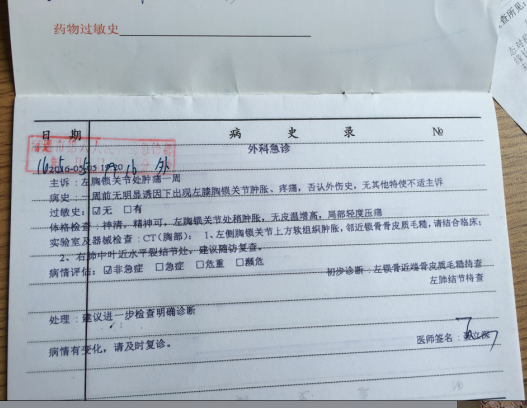 药物过敏史
日 期 病 史 录 №
外科急诊
主诉：左胸锁关节处肿痛一周
病史：一周前无明显诱因下出现左膝胸锁关节肿胀、疼痛，否认外伤史，无其他特使不适主诉
过敏史：☑无 □有
体格检查：神清，精神可，左胸锁关节处稍肿胀，无皮温增高，局部轻度压痛
实验室及器械检查：CT(胸部)： 1、左侧胸锁关节上方软组织肿胀，邻近锁骨骨皮质毛糙，请结合临床；
2、右肺中叶近水平裂结节灶，建议随访复查。
病情评估：☑非急症 □急症 □危重 □濒危
初步诊断：左锁骨近端骨皮质毛糙待查
左肺结节待查
处理：建议进一步检查明确诊断
病情有变化，请及时复诊。
医师签名：